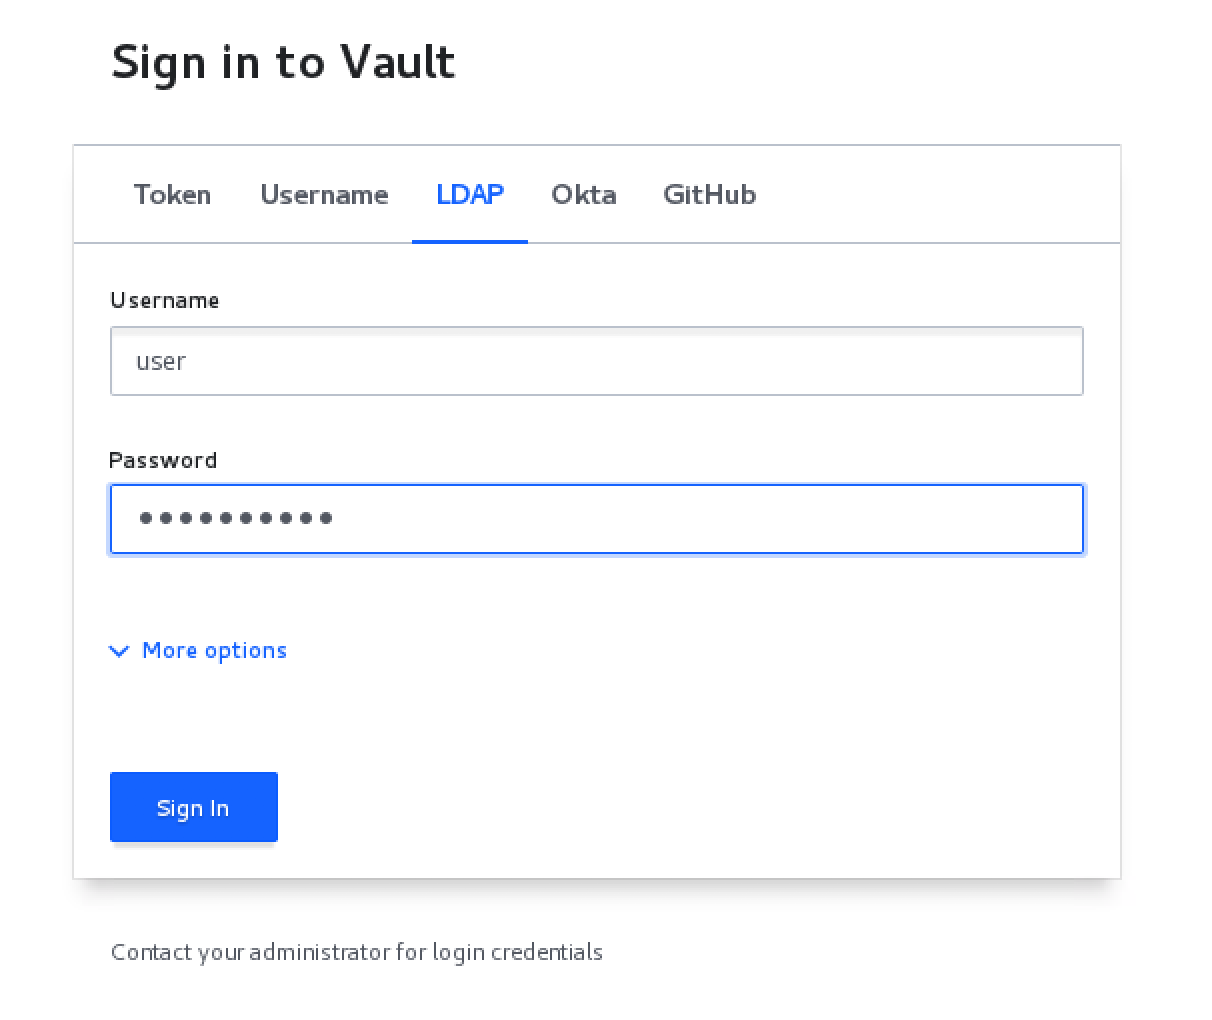 Sign in to Vault
Token Username LDAP Okta GitHub
Username
user
Password
••••••••••
More options
Sign In
Contact your administrator for login credentials